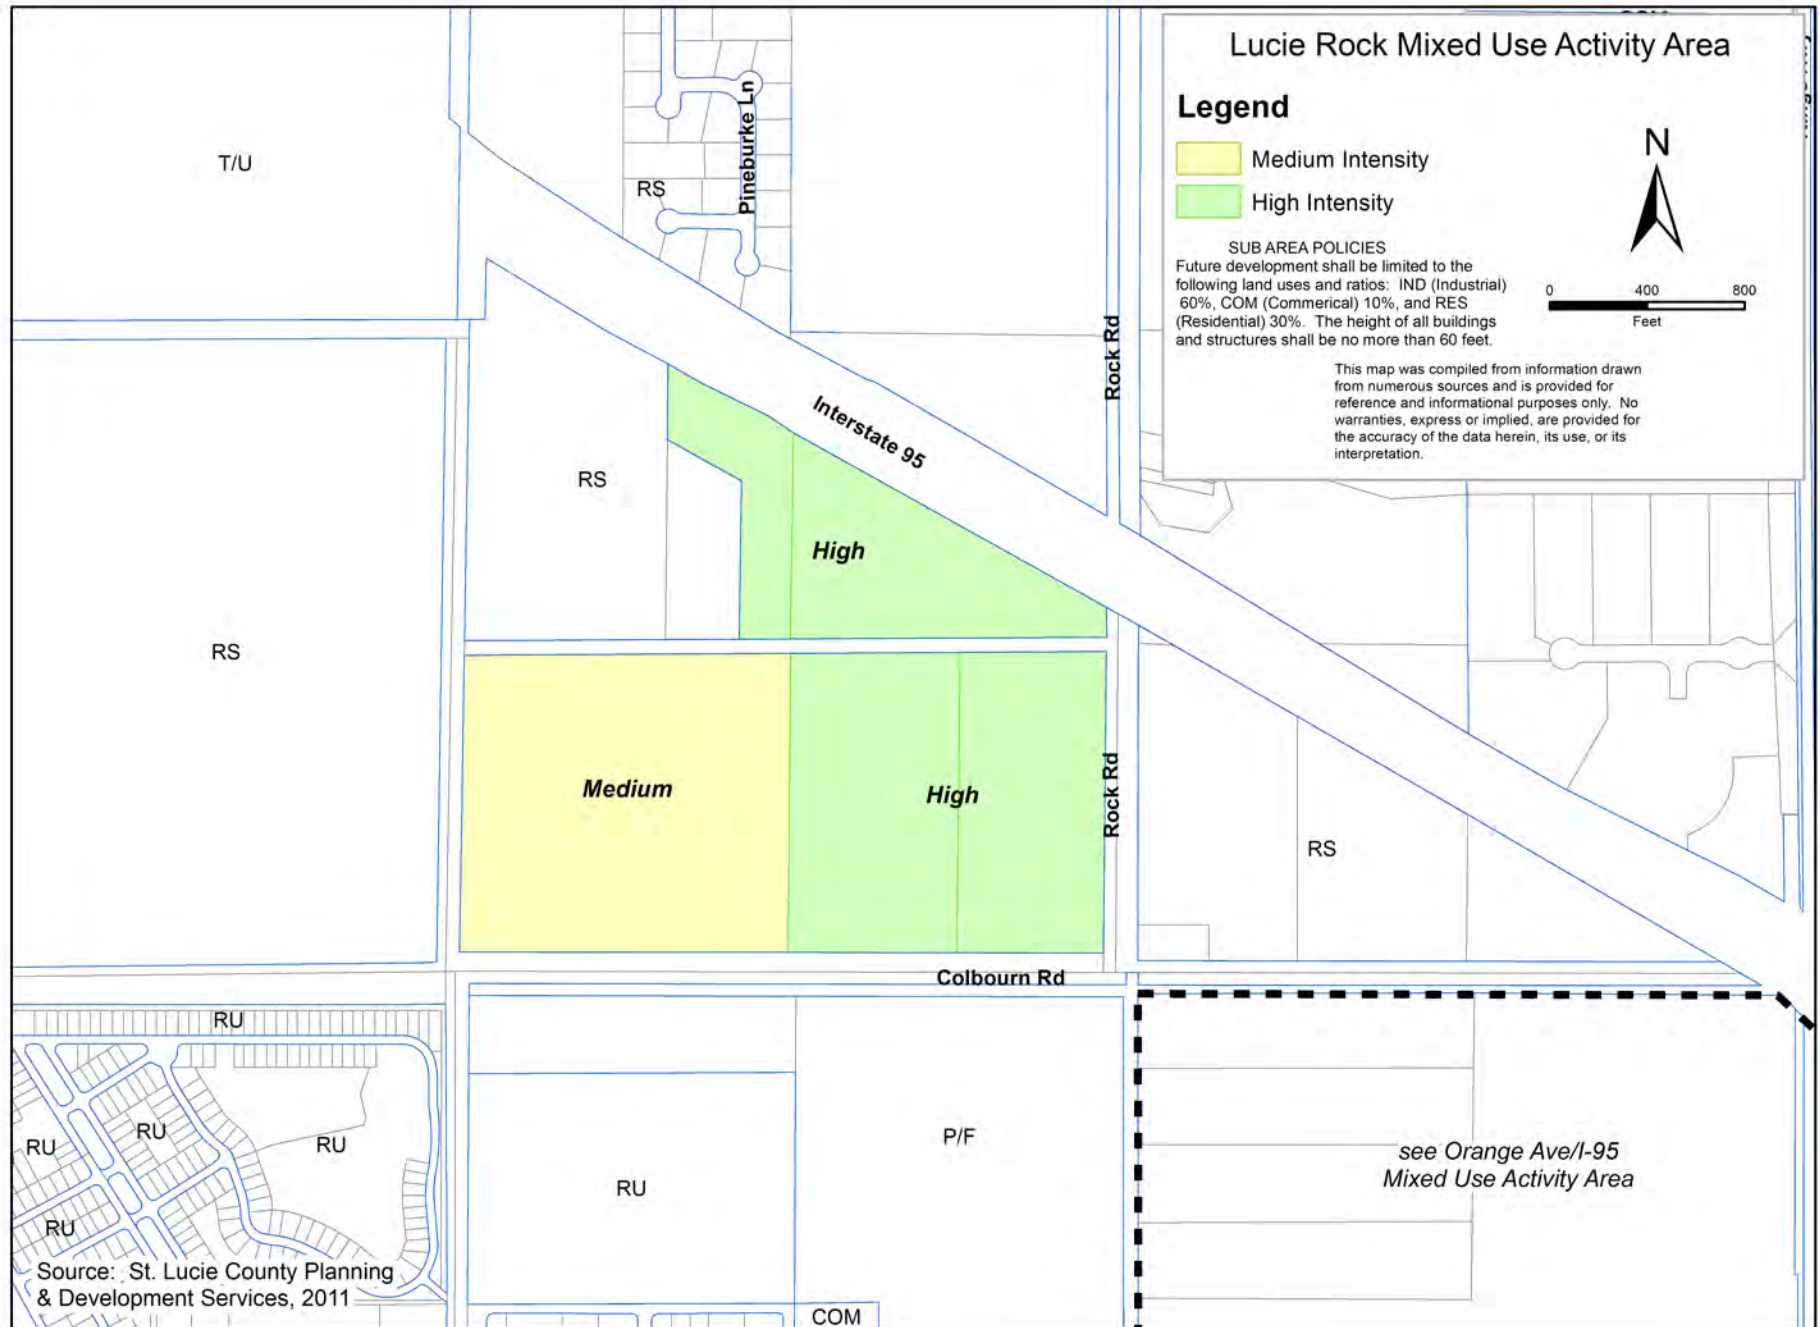 Lucie Rock Mixed Use Activity Area
Legend
Medium Intensity
High Intensity
N
SUB AREA POLICIES
Future development shall be limited to the
following land uses and ratios: IND (Industrial)
60%, COM (Commerical) 10%, and RES
(Residential) 30%. The height of all buildings
and structures shall be no more than 60 feet.
0 400 800
Feet
This map was compiled from information drawn
from numerous sources and is provided for
reference and informational purposes only. No
warranties, express or implied, are provided for
the accuracy of the data herein, its use, or its
interpretation.
T/U
RS
Pineburke Ln
Rock Rd
Interstate 95
RS
High
RS
Medium
High
Rock Rd
RS
Colbourn Rd
RU
RU
RU
RU
RU
RU
P/F
see Orange Ave/I-95
Mixed Use Activity Area
Source: St. Lucie County Planning
& Development Services, 2011
COM